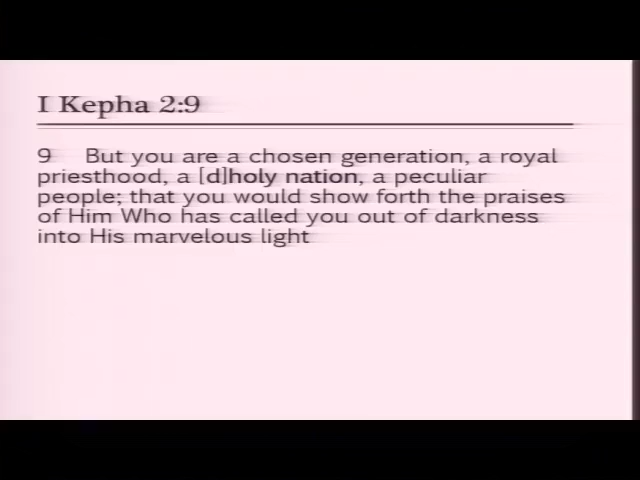 I Kepha 2:9
9 But you are a chosen generation, a royal
priesthood, a [d]holy nation, a peculiar
people; that you would show forth the praises
of Him Who has called you out of darkness
into His marvelous light